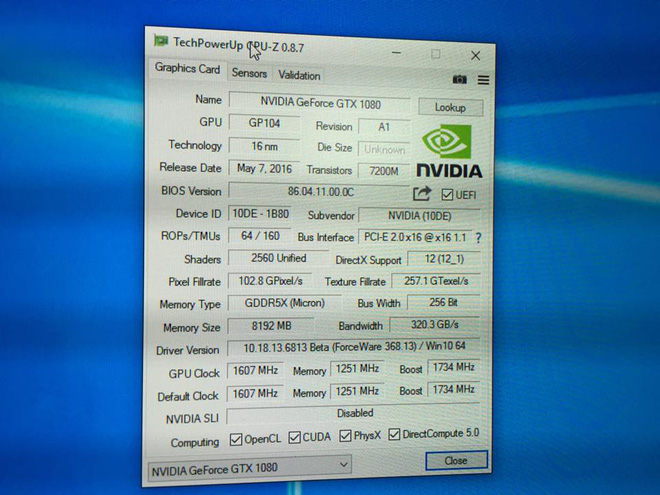 TechPowerUp GPU-Z 0.8.7
Graphics Card Sensors Validation
Name NVIDIA GeForce GTX 1080 Lookup
GPU GP104 Revision A1
Technology 16 nm Die Size Unknown
Release Date May 7, 2016 Transistors 7200M
NVIDIA
BIOS Version 86.04.11.00.0C UEFI
Device ID 10DE - 1B80 Subvendor NVIDIA (10DE)
ROPs/TMUs 64 / 160 Bus Interface PCI-E 2.0 x16 @ x16 1.1 ?
Shaders 2560 Unified DirectX Support 12 (12_1)
Pixel Fillrate 102.8 GPixel/s Texture Fillrate 257.1 GTexel/s
Memory Type GDDR5X (Micron) Bus Width 256 Bit
Memory Size 8192 MB Bandwidth 320.3 GB/s
Driver Version 10.18.13.6813 Beta (ForceWare 368.13) / Win10 64
GPU Clock 1607 MHz Memory 1251 MHz Boost 1734 MHz
Default Clock 1607 MHz Memory 1251 MHz Boost 1734 MHz
NVIDIA SLI Disabled
Computing OpenCL CUDA PhysX DirectCompute 5.0
NVIDIA GeForce GTX 1080 Close